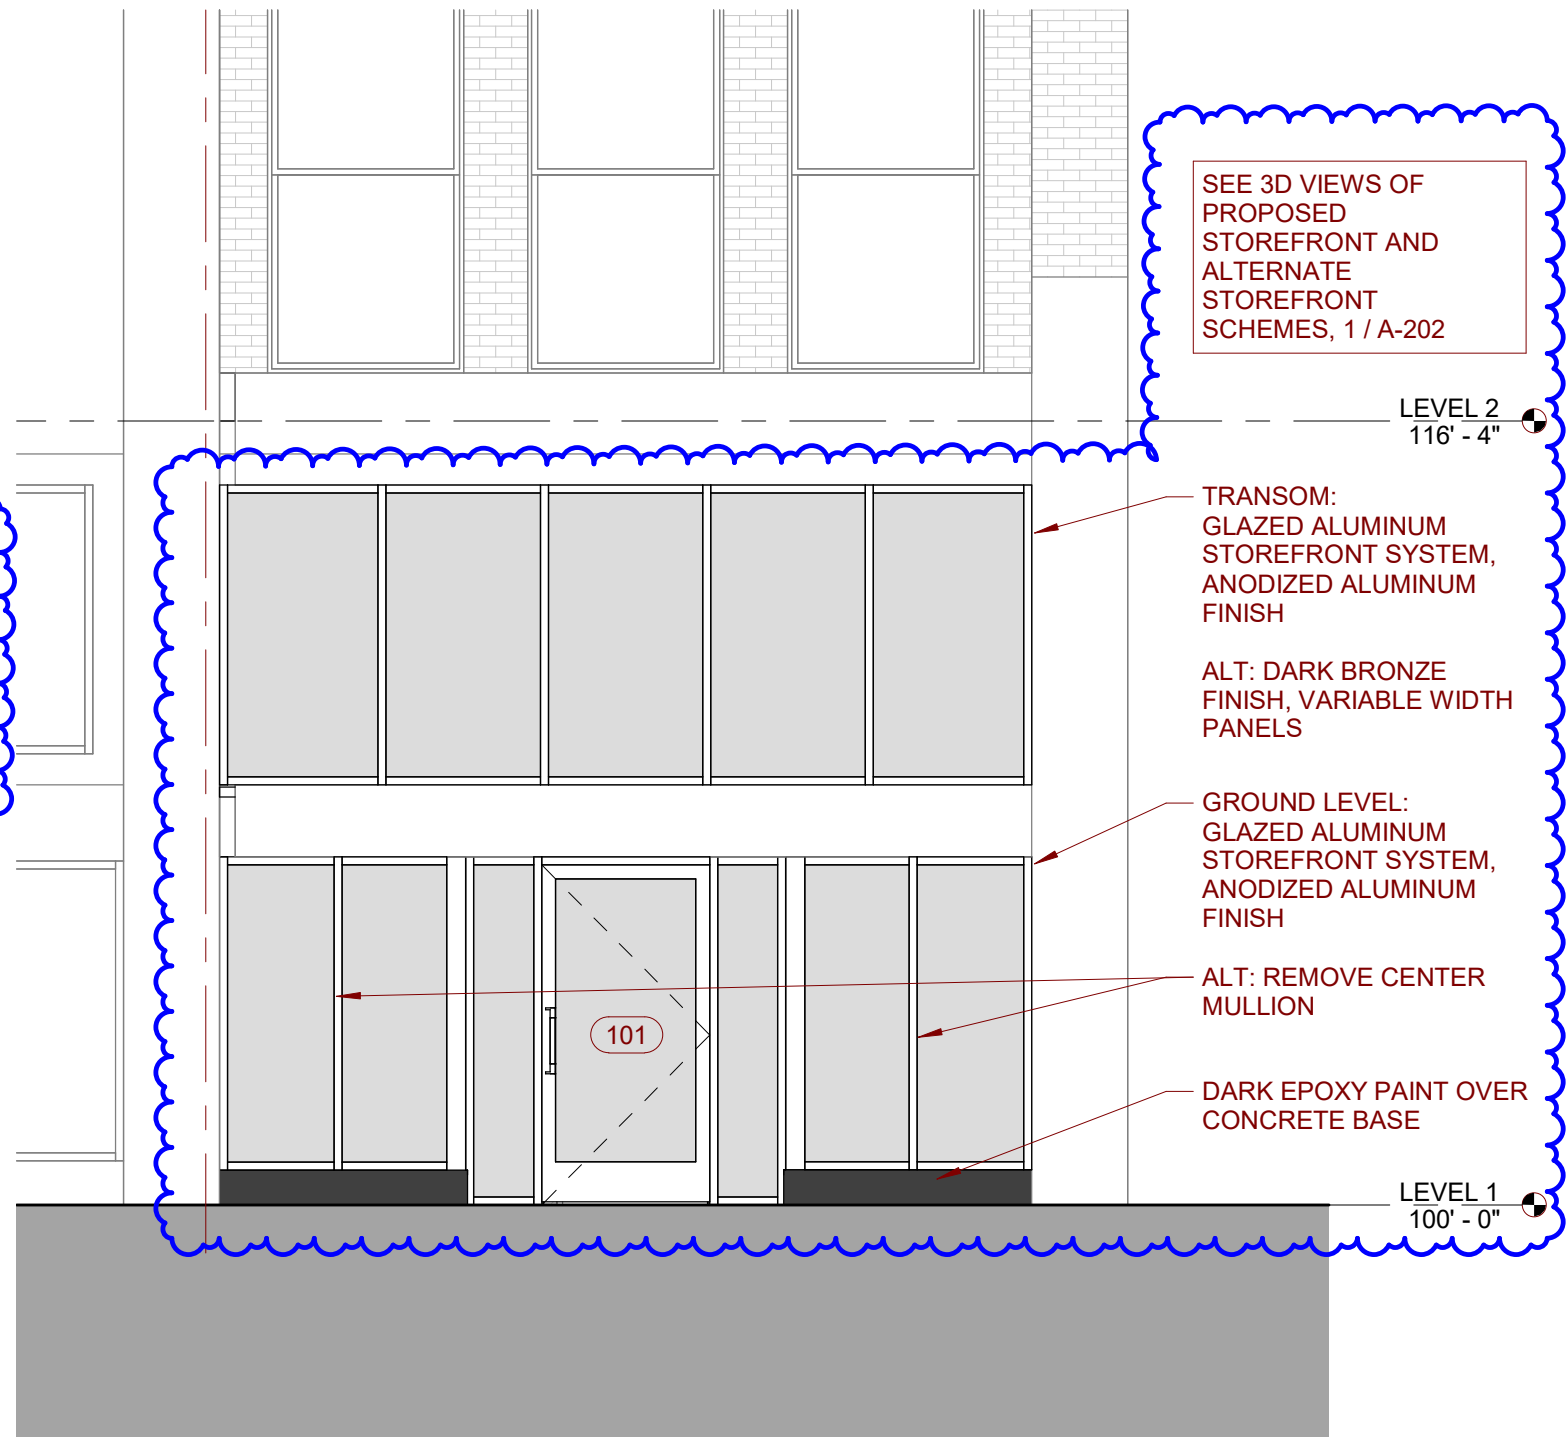 SEE 3D VIEWS OF
PROPOSED
STOREFRONT AND
ALTERNATE
STOREFRONT
SCHEMES, 1 / A-202
LEVEL 2
116' - 4"
TRANSOM:
GLAZED ALUMINUM
STOREFRONT SYSTEM,
ANODIZED ALUMINUM
FINISH
ALT: DARK BRONZE
FINISH, VARIABLE WIDTH
PANELS
GROUND LEVEL:
GLAZED ALUMINUM
STOREFRONT SYSTEM,
ANODIZED ALUMINUM
FINISH
ALT: REMOVE CENTER
MULLION
101
DARK EPOXY PAINT OVER
CONCRETE BASE
LEVEL 1
100' - 0"